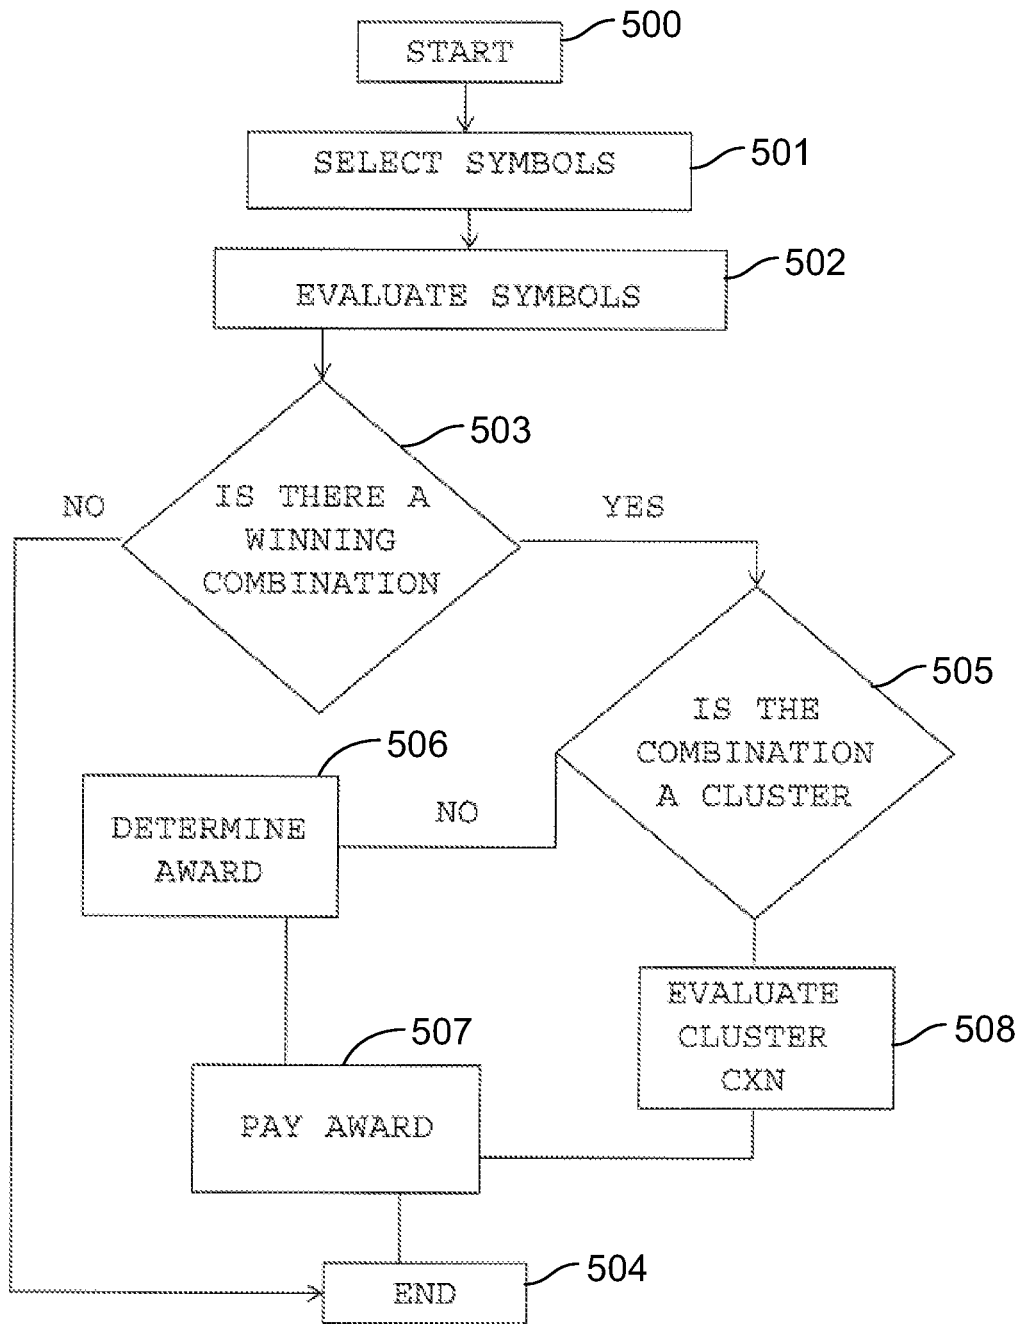 500
START
501
SELECT SYMBOLS
502
EVALUATE SYMBOLS
503
NO
IS THERE A
WINNING
COMBINATION
YES
505
IS THE
COMBINATION
A CLUSTER
506
NO
DETERMINE
AWARD
508
EVALUATE
CLUSTER
CXN
507
PAY AWARD
504
END